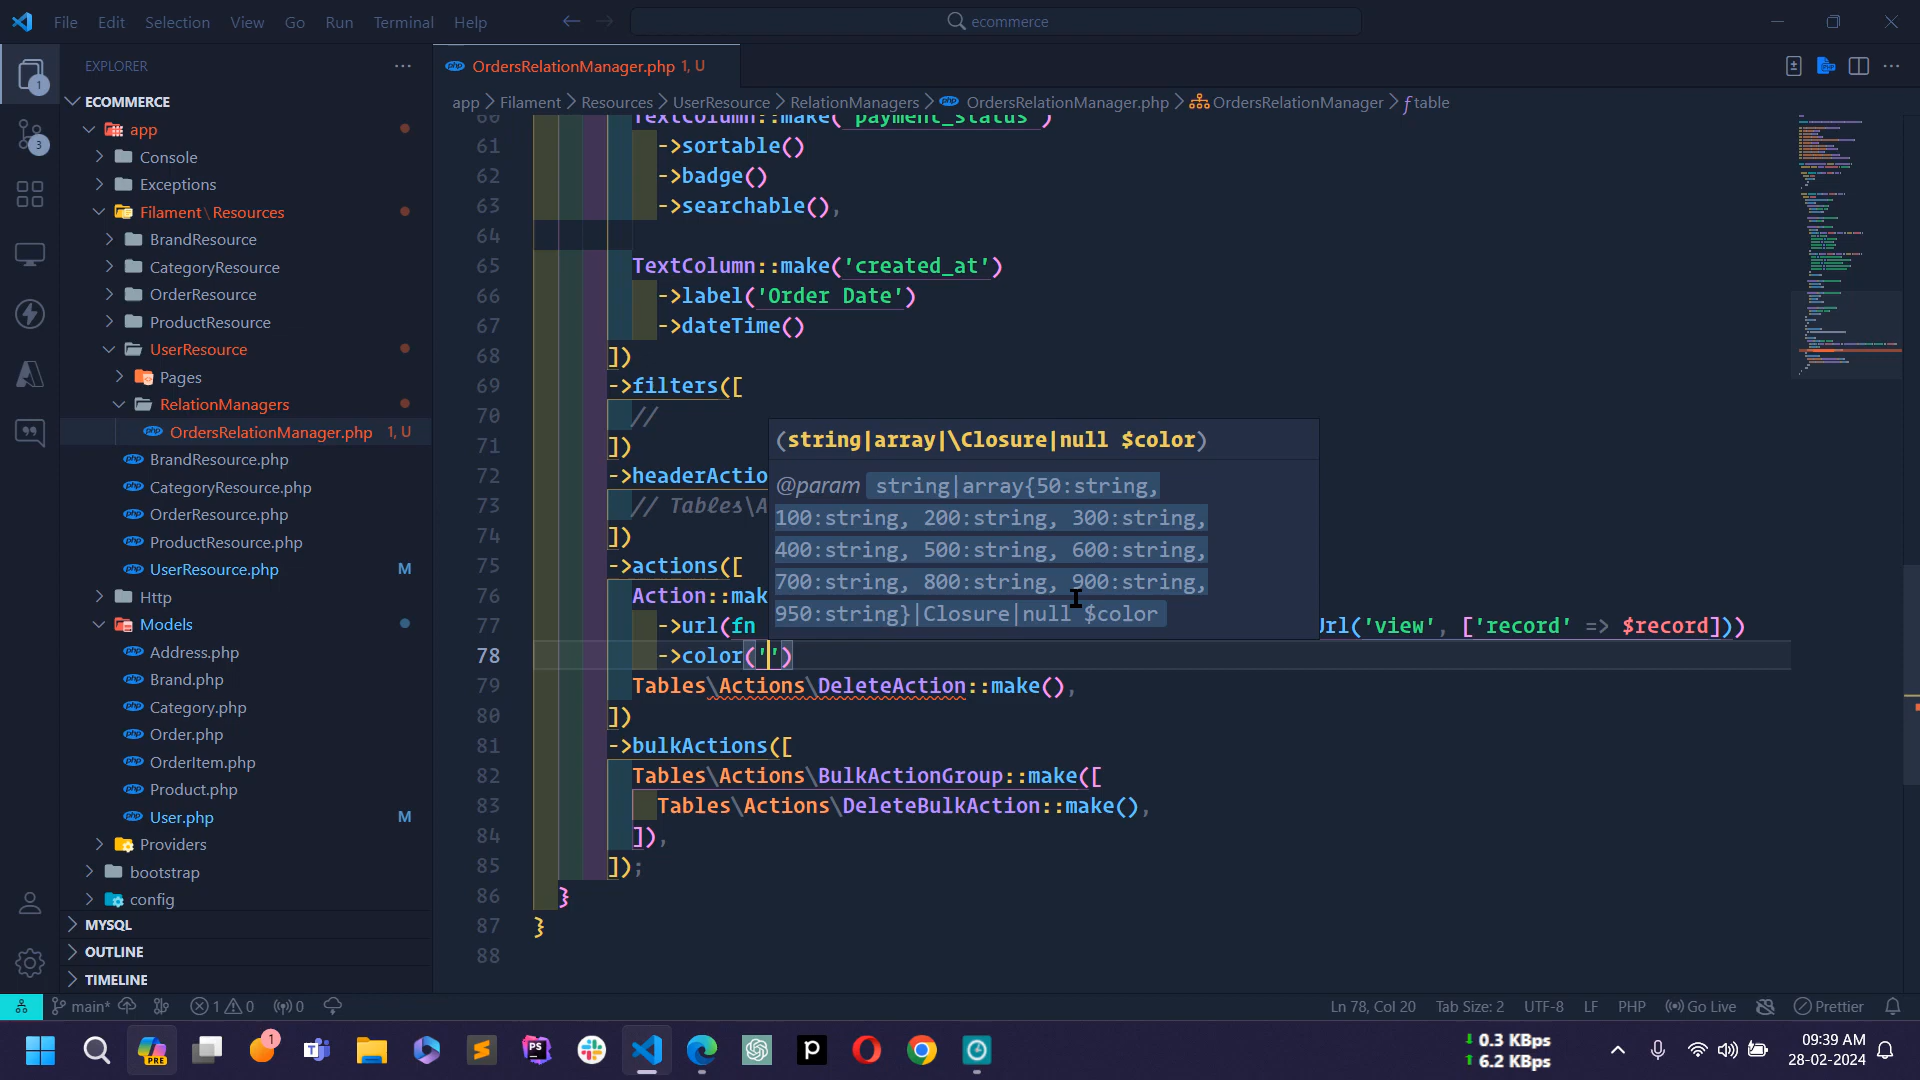 File Edit Selection View Go Run Terminal Help
ecommerce
EXPLORER
OrdersRelationManager.php 1, U
ECOMMERCE
app
Console
Exceptions
Filament\Resources
BrandResource
CategoryResource
OrderResource
ProductResource
UserResource
Pages
RelationManagers
OrdersRelationManager.php 1, U
BrandResource.php
CategoryResource.php
OrderResource.php
ProductResource.php
UserResource.php M
Http
Models
Address.php
Brand.php
Category.php
Order.php
OrderItem.php
Product.php
User.php M
Providers
bootstrap
config
MYSQL
OUTLINE
TIMELINE
1
3
app > Filament > Resources > UserResource > RelationManagers > OrdersRelationManager.php > OrdersRelationManager > table
60 TextColumn::make('payment_status')
61 ->sortable()
62 ->badge()
63 ->searchable(),
64
65 TextColumn::make('created_at')
66 ->label('Order Date')
67 ->dateTime()
68 ])
69 ->filters([
70 //
71 ])
72 ->headerActio
73 // Tables\A
74 ])
75 ->actions([
76 Action::mak
77 ->url(fn Url('view', ['record' => $record]))
78 ->color('')
79 Tables\Actions\DeleteAction::make(),
80 ])
81 ->bulkActions([
82 Tables\Actions\BulkActionGroup::make([
83 Tables\Actions\DeleteBulkAction::make(),
84 ]),
85 ]);
86 }
87 }
88
(string|array|\Closure|null $color)
@param string|array{50:string,
100:string, 200:string, 300:string,
400:string, 500:string, 600:string,
700:string, 800:string, 900:string,
950:string}|Closure|null $color
main* 1 0 0
Ln 78, Col 20 Tab Size: 2 UTF-8 LF PHP Go Live Prettier
PRE
1
PS
P
0.3 KBps
6.2 KBps
09:39 AM
28-02-2024